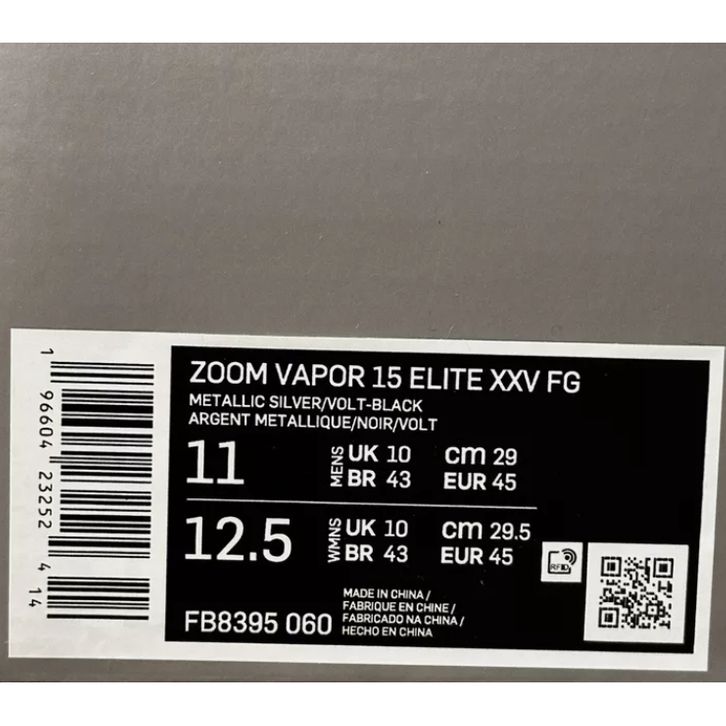 ZOOM VAPOR 15 ELITE XXV FG
METALLIC SILVER/VOLT-BLACK
ARGENT METALLIQUE/NOIR/VOLT
11 MENS UK 10 cm 29
BR 43 EUR 45
12.5 WMNS UK 10 cm 29.5
BR 43 EUR 45
RFID
FB8395 060
MADE IN CHINA /
FABRIQUE EN CHINE /
FABRICADO NA CHINA /
HECHO EN CHINA
1 96604 23252 4 14